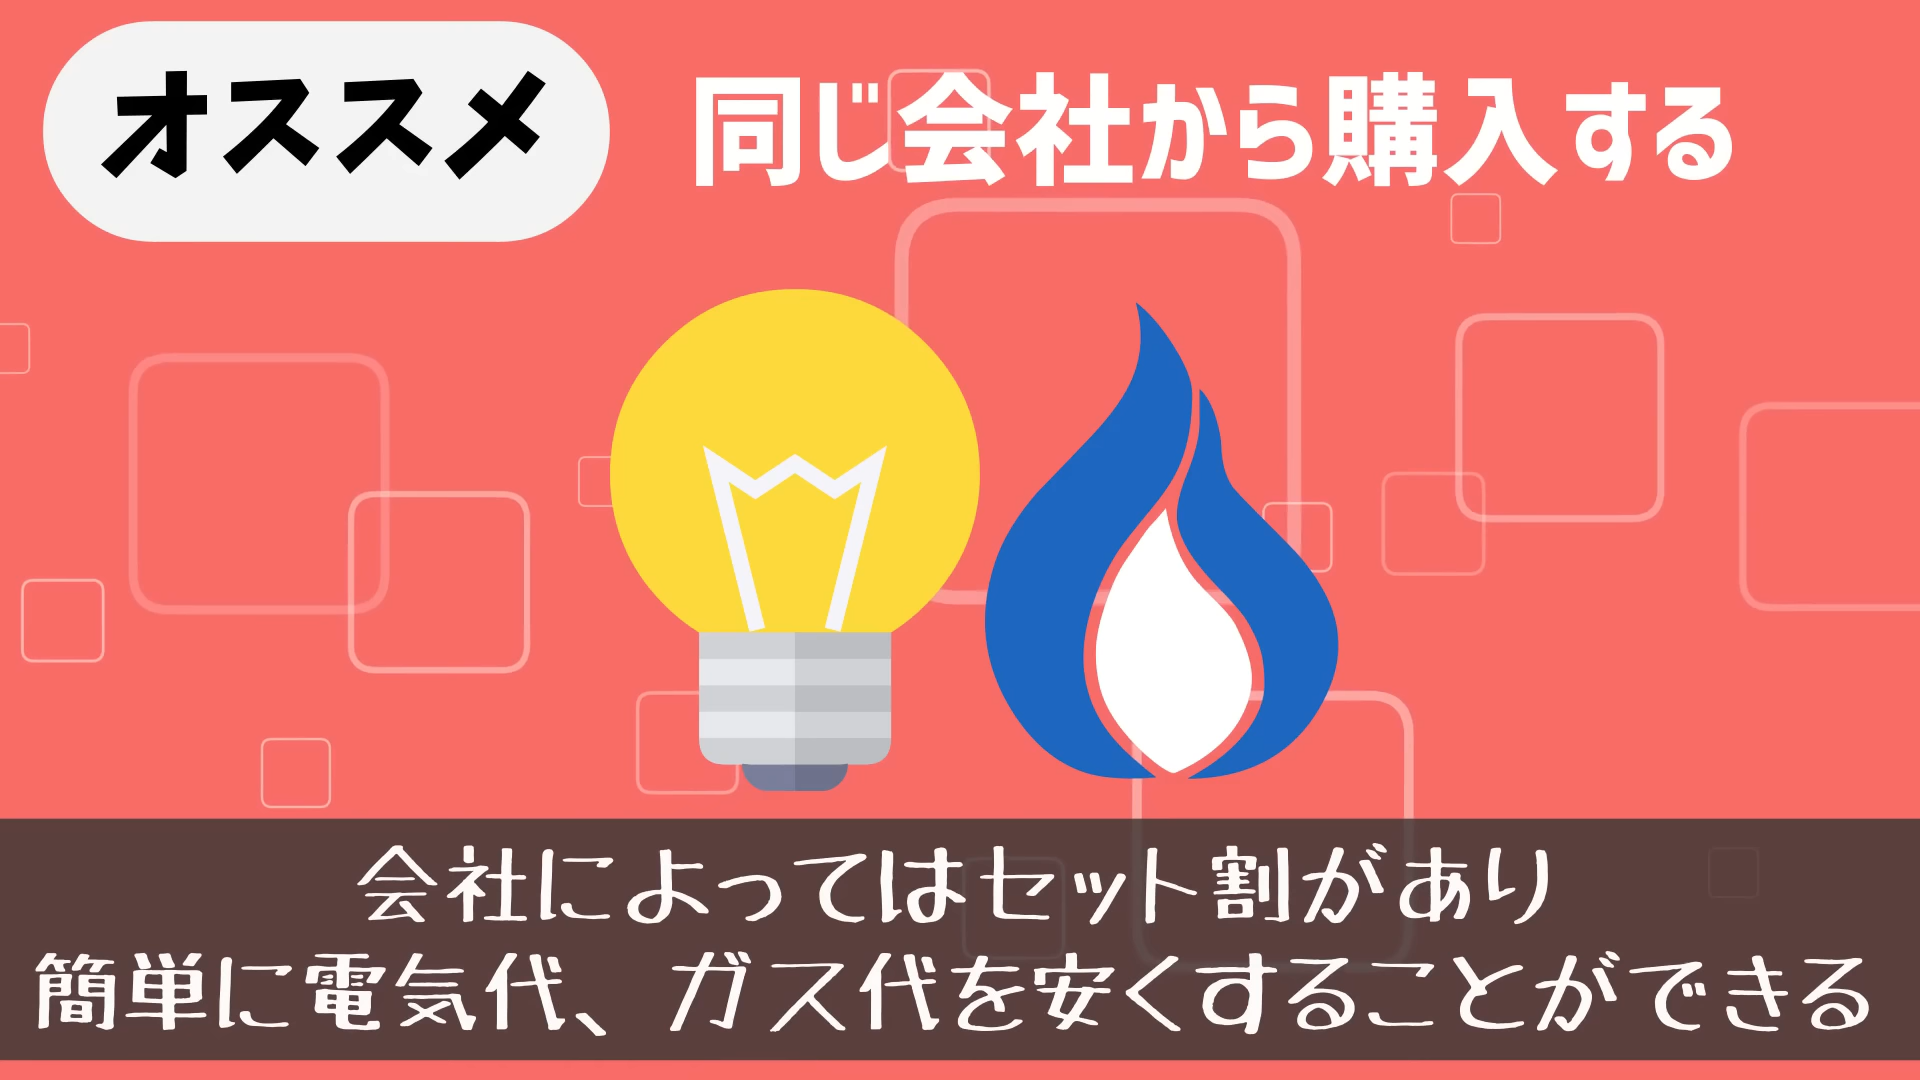 オススメ
同じ会社から購入する
会社によってはセット割があり
簡単に電気代、ガス代を安くすることができる